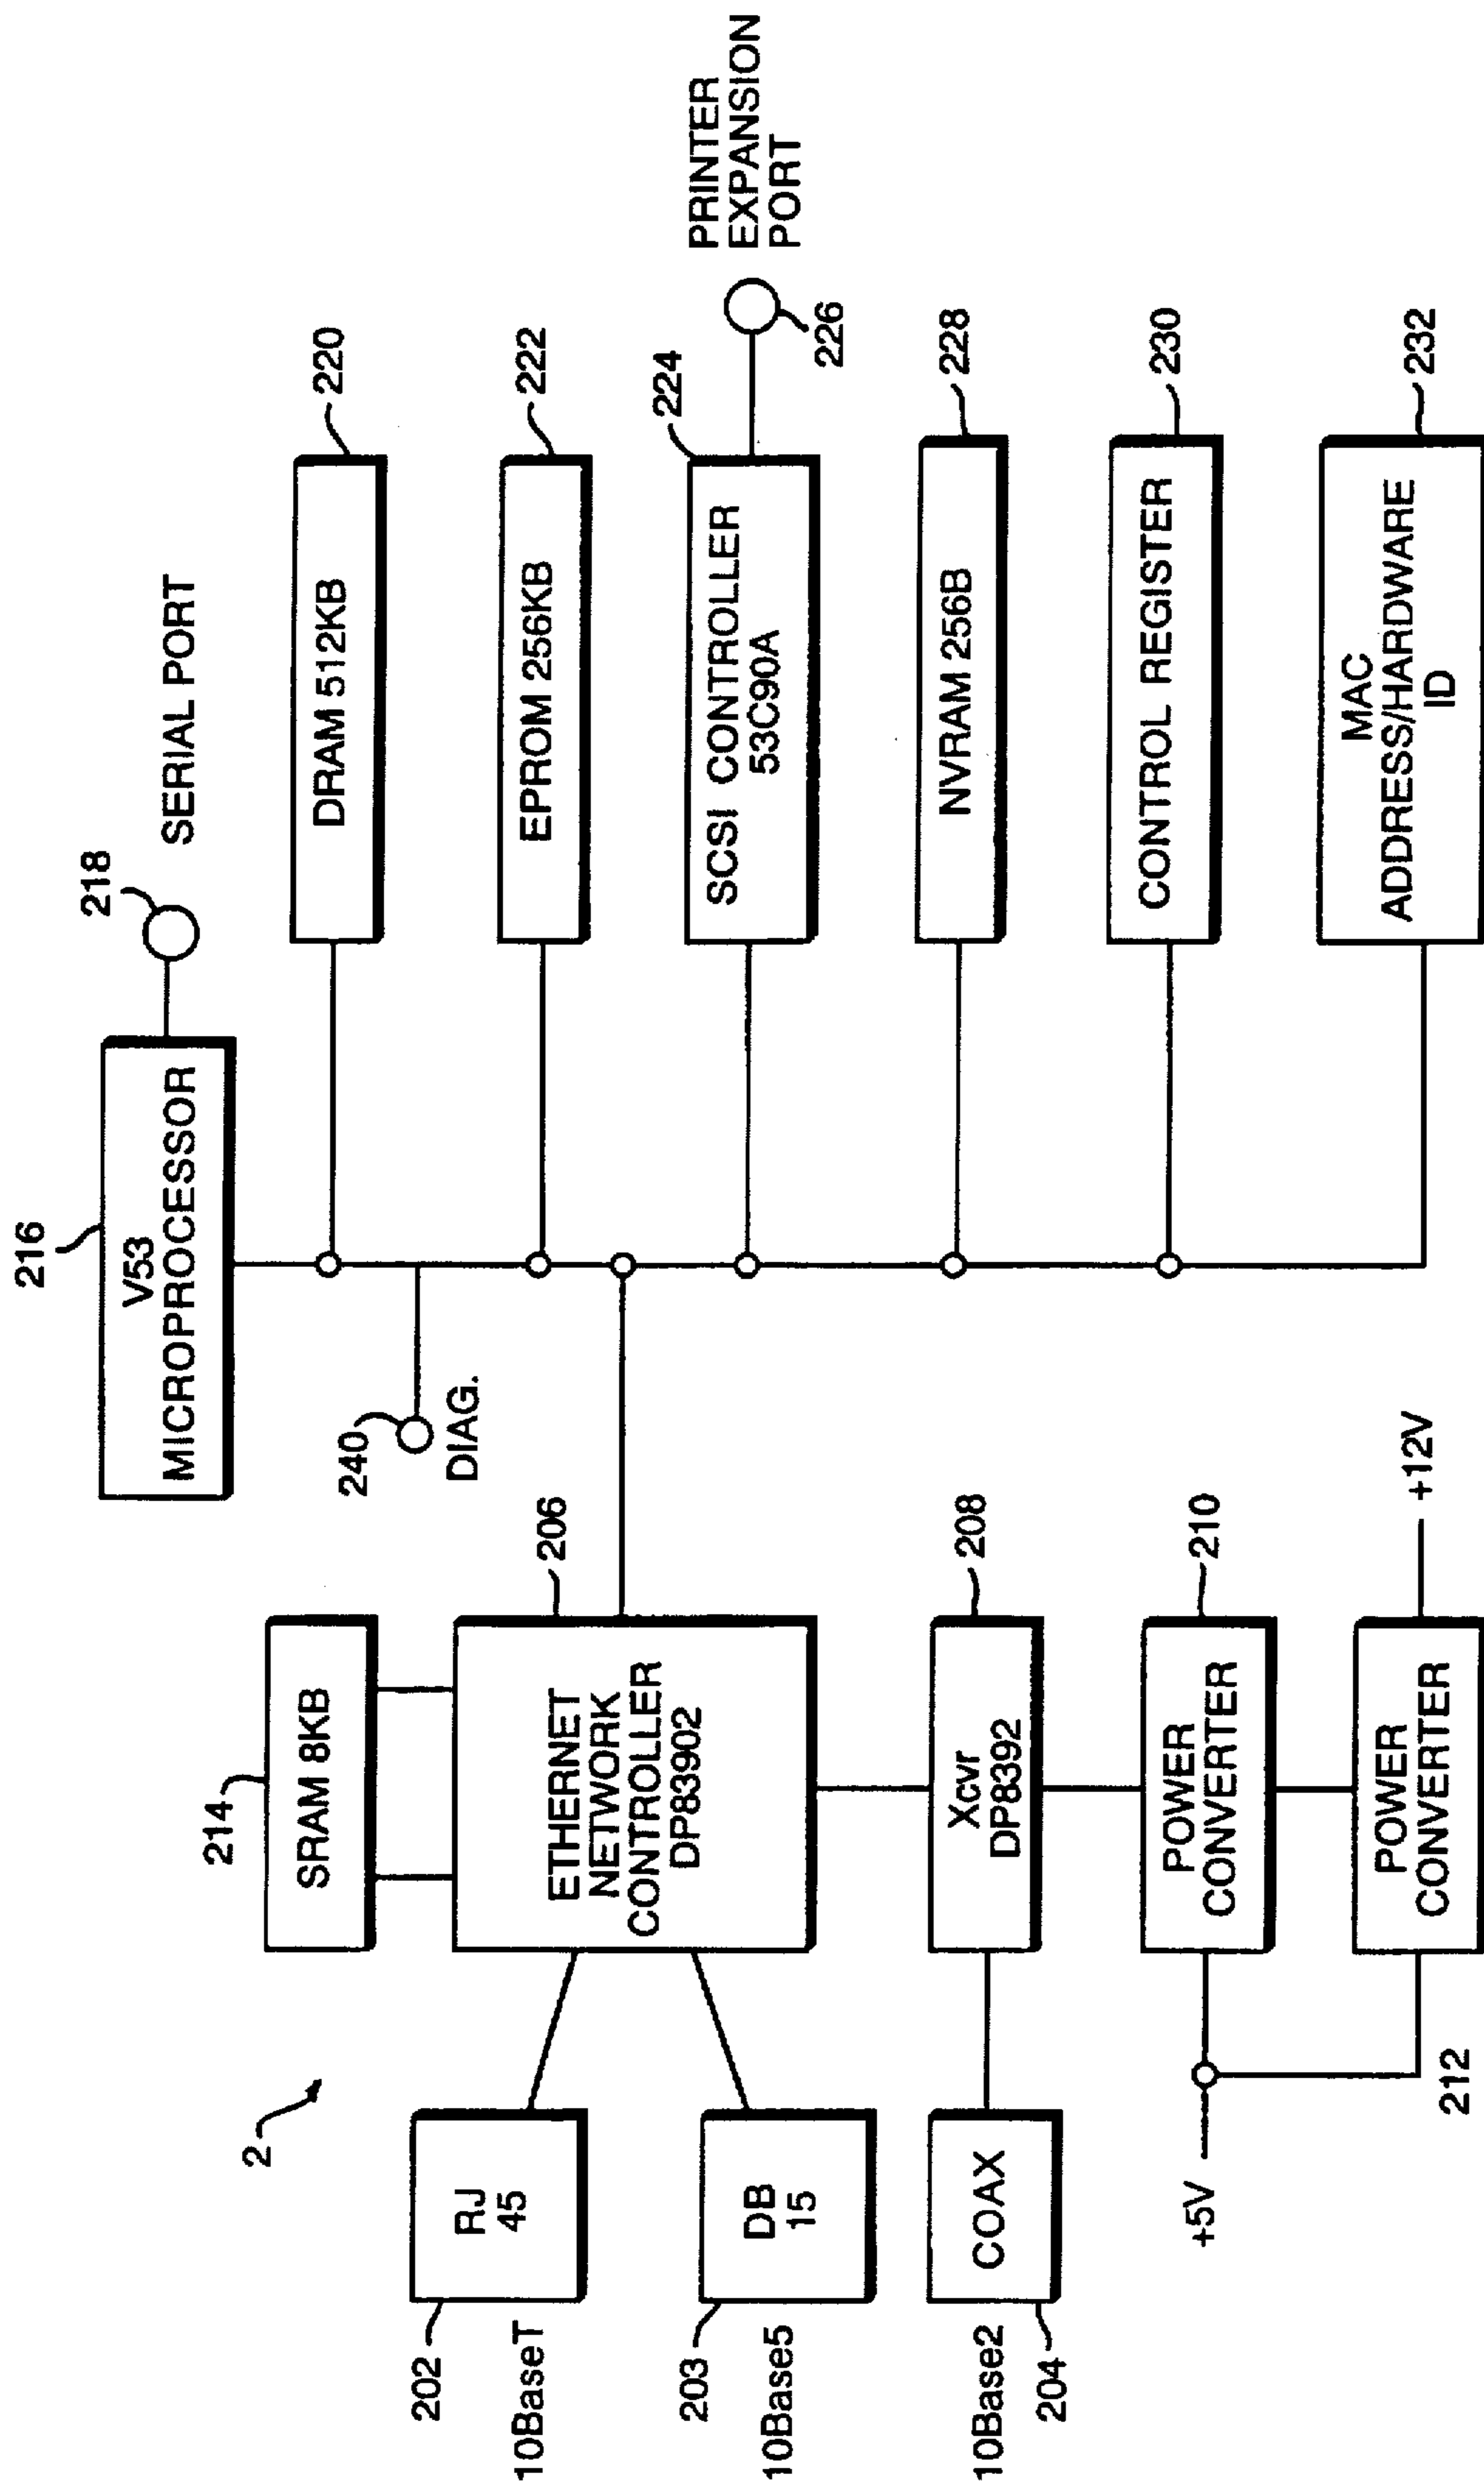 216
V53
MICROPROCESSOR
218
SERIAL PORT
240
DIAG.
214
SRAM 8KB
220
DRAM 512KB
2
206
ETHERNET
NETWORK
CONTROLLER
DP83902
222
EPROM 256KB
202
RJ
45
10BaseT
224
SCSI CONTROLLER
53C90A
PRINTER
EXPANSION
PORT
226
203
DB
15
10Base5
208
Xcvr
DP8392
228
NVRAM 256B
COAX
10Base2
204
210
POWER
CONVERTER
230
CONTROL REGISTER
+5V
232
MAC
ADDRESS/HARDWARE
ID
POWER
CONVERTER
+12V
212